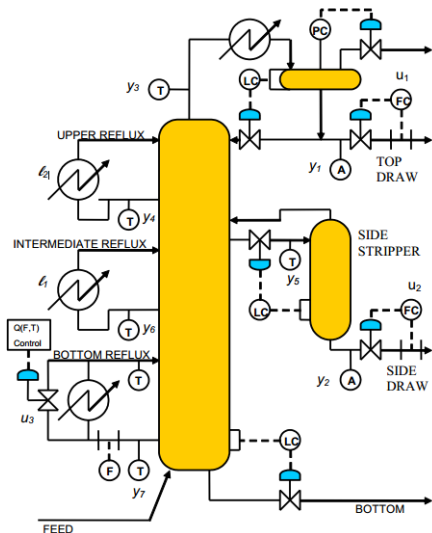 PC
u1
y3
T
LC
FC
UPPER REFLUX
y1
A
TOP
DRAW
ℓ2
T
y4
INTERMEDIATE REFLUX
SIDE
STRIPPER
T
y5
ℓ1
u2
LC
FC
Q(F,T)
Control
T
y6
BOTTOM REFLUX
T
y2
A
SIDE DRAW
u3
LC
F
T
y7
BOTTOM
FEED